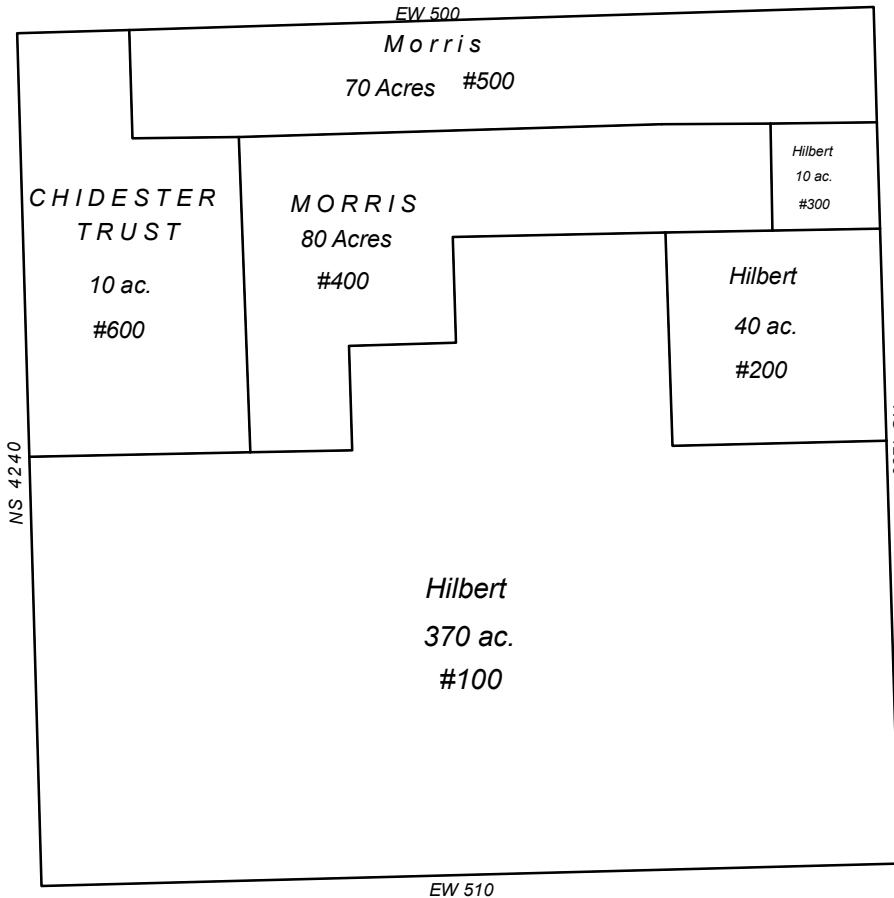 EW 500
Morris
70 Acres #500
Hilbert
10 ac.
#300
CHIDESTER
TRUST
10 ac.
#600
MORRIS
80 Acres
#400
Hilbert
40 ac.
#200
NS 4240
Hilbert
370 ac.
#100
EW 510